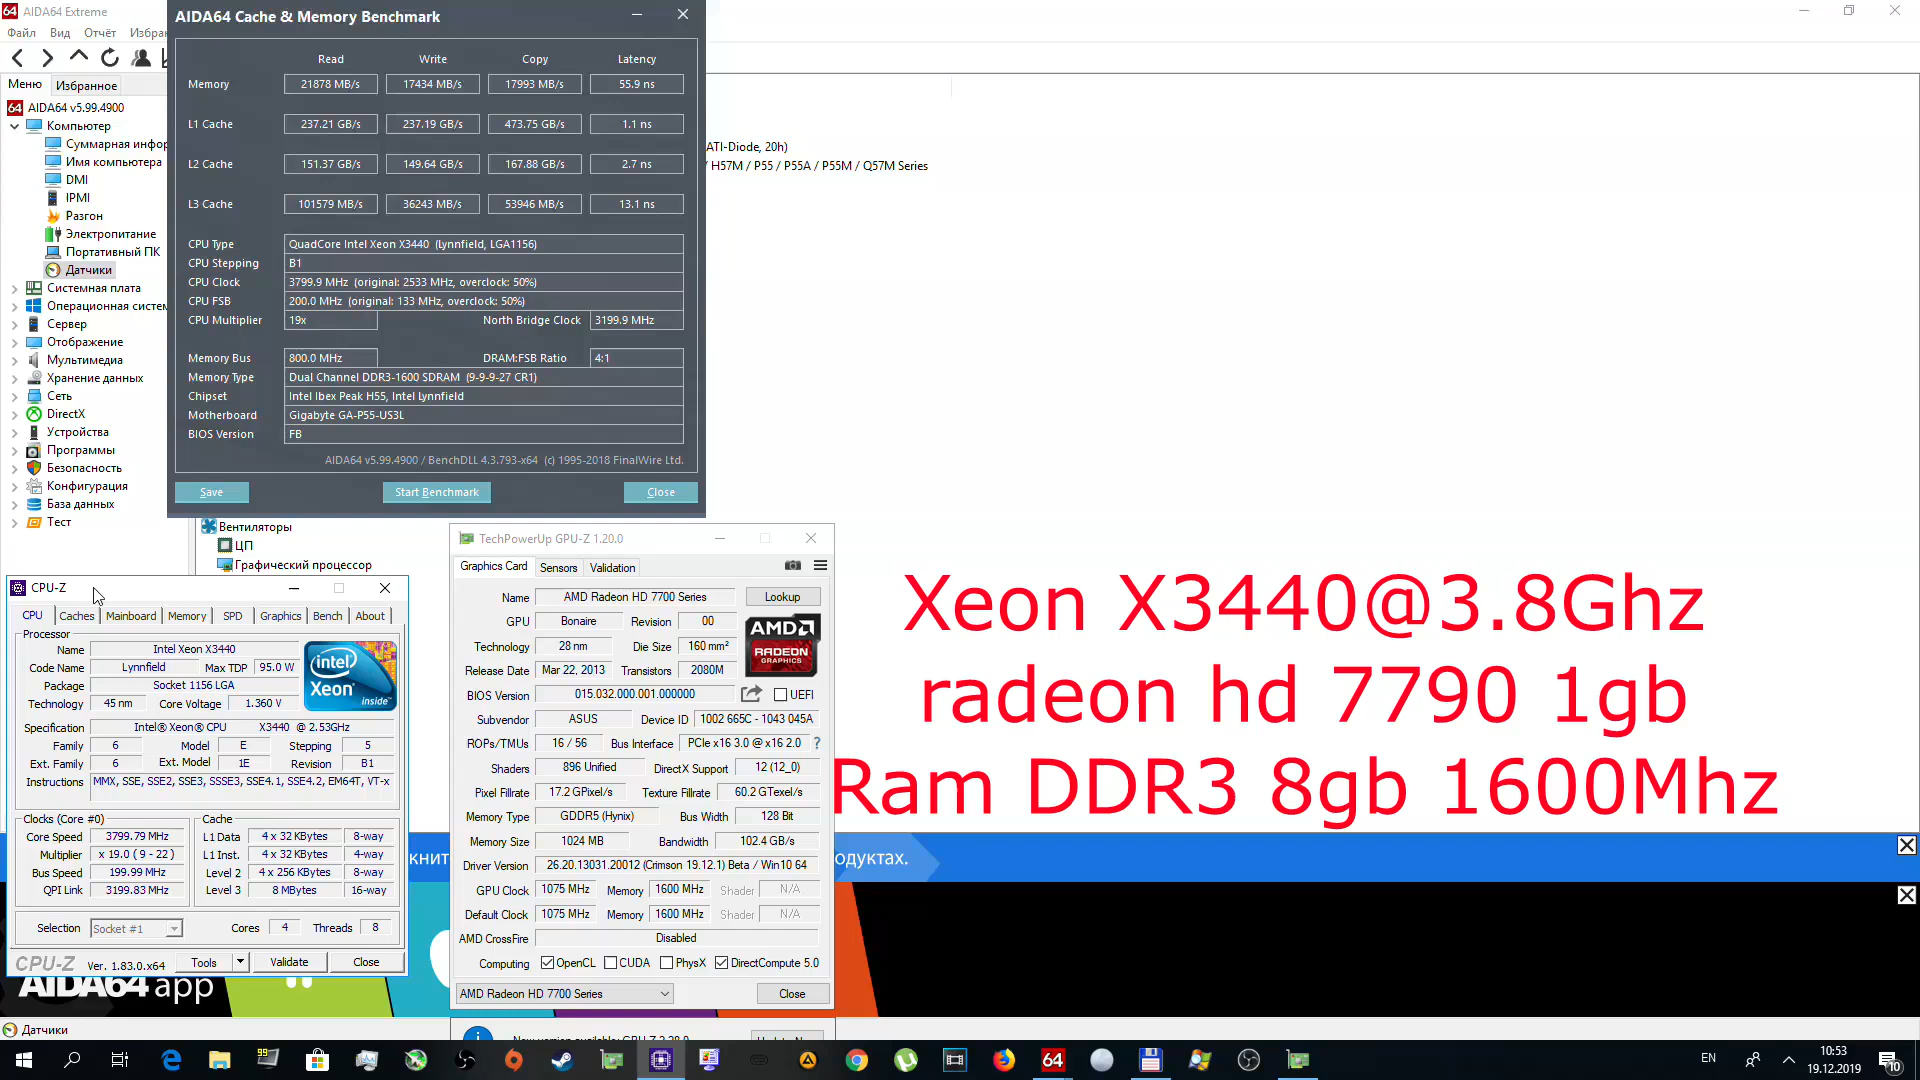 AIDA64 Extreme
Файл Вид Отчёт Избран
Меню Избранное
AIDA64 v5.99.4900
Компьютер
Суммарная инфор
Имя компьютера
DMI
IPMI
Разгон
Электропитание
Портативный ПК
Датчики
Системная плата
Операционная систем
Сервер
Отображение
Мультимедиа
Хранение данных
Сеть
DirectX
Устройства
Программы
Безопасность
Конфигурация
База данных
Тест
AIDA64 Cache & Memory Benchmark
Read Write Copy Latency
Memory 21878 MB/s 17434 MB/s 17993 MB/s 55.9 ns
L1 Cache 237.21 GB/s 237.19 GB/s 473.75 GB/s 1.1 ns
L2 Cache 151.37 GB/s 149.64 GB/s 167.88 GB/s 2.7 ns
L3 Cache 101579 MB/s 36243 MB/s 53946 MB/s 13.1 ns
CPU Type QuadCore Intel Xeon X3440 (Lynnfield, LGA1156)
CPU Stepping B1
CPU Clock 3799.9 MHz (original: 2533 MHz, overclock: 50%)
CPU FSB 200.0 MHz (original: 133 MHz, overclock: 50%)
CPU Multiplier 19x North Bridge Clock 3199.9 MHz
Memory Bus 800.0 MHz DRAM:FSB Ratio 4:1
Memory Type Dual Channel DDR3-1600 SDRAM (9-9-9-27 CR1)
Chipset Intel Ibex Peak H55, Intel Lynnfield
Motherboard Gigabyte GA-P55-US3L
BIOS Version FB
AIDA64 v5.99.4900 / BenchDLL 4.3.793-x64 (c) 1995-2018 FinalWire Ltd.
Save Start Benchmark Close
ATI-Diode, 20h)
/ H57M / P55 / P55A / P55M / Q57M Series
Вентиляторы
ЦП
Графический процессор
CPU-Z
CPU Caches Mainboard Memory SPD Graphics Bench About
Processor
Name Intel Xeon X3440
Code Name Lynnfield Max TDP 95.0 W
Package Socket 1156 LGA
Technology 45 nm Core Voltage 1.360 V
intel Xeon inside™
Specification Intel® Xeon® CPU X3440 @ 2.53GHz
Family 6 Model E Stepping 5
Ext. Family 6 Ext. Model 1E Revision B1
Instructions MMX, SSE, SSE2, SSE3, SSSE3, SSE4.1, SSE4.2, EM64T, VT-x
Clocks (Core #0)
Core Speed 3799.79 MHz
Multiplier x 19.0 ( 9 - 22 )
Bus Speed 199.99 MHz
QPI Link 3199.83 MHz
Cache
L1 Data 4 x 32 KBytes 8-way
L1 Inst. 4 x 32 KBytes 4-way
Level 2 4 x 256 KBytes 8-way
Level 3 8 MBytes 16-way
Selection Socket #1 Cores 4 Threads 8
CPU-Z Ver. 1.83.0.x64 Tools Validate Close
TechPowerUp GPU-Z 1.20.0
Graphics Card Sensors Validation
Name AMD Radeon HD 7700 Series Lookup
GPU Bonaire Revision 00
Technology 28 nm Die Size 160 mm²
Release Date Mar 22, 2013 Transistors 2080M
AMD RADEON GRAPHICS
BIOS Version 015.032.000.001.000000 UEFI
Subvendor ASUS Device ID 1002 665C - 1043 045A
ROPs/TMUs 16 / 56 Bus Interface PCIe x16 3.0 @ x16 2.0 ?
Shaders 896 Unified DirectX Support 12 (12_0)
Pixel Fillrate 17.2 GPixel/s Texture Fillrate 60.2 GTexel/s
Memory Type GDDR5 (Hynix) Bus Width 128 Bit
Memory Size 1024 MB Bandwidth 102.4 GB/s
Driver Version 26.20.13031.20012 (Crimson 19.12.1) Beta / Win10 64
GPU Clock 1075 MHz Memory 1600 MHz Shader N/A
Default Clock 1075 MHz Memory 1600 MHz Shader N/A
AMD CrossFire Disabled
Computing OpenCL CUDA PhysX DirectCompute 5.0
AMD Radeon HD 7700 Series Close
Xeon X3440@3.8Ghz
radeon hd 7790 1gb
Ram DDR3 8gb 1600Mhz
книт
одуктах.
AIDA64 app
Датчики
64
EN
10:53
19.12.2019
10